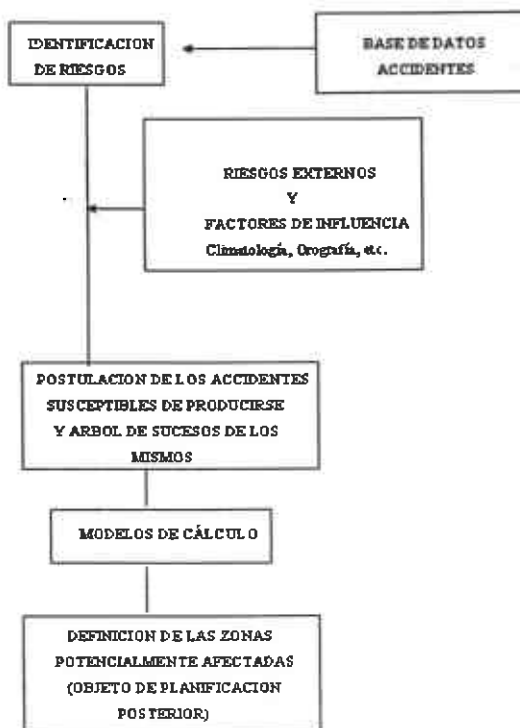 IDENTIFICACION
DE RIESGOS
BASE DE DATOS
ACCIDENTES
RIESGOS EXTERNOS
Y
FACTORES DE INFLUENCIA
Climatología, Orografía, etc.
POSTULACION DE LOS ACCIDENTES
SUSCEPTIBLES DE PRODUCIRSE
Y ARBOL DE SUCESOS DE LOS
MISMOS
MODELOS DE CÁLCULO
DEFINICION DE LAS ZONAS
POTENCIALMENTE AFECTADAS
(OBJETO DE PLANIFICACION
POSTERIOR)